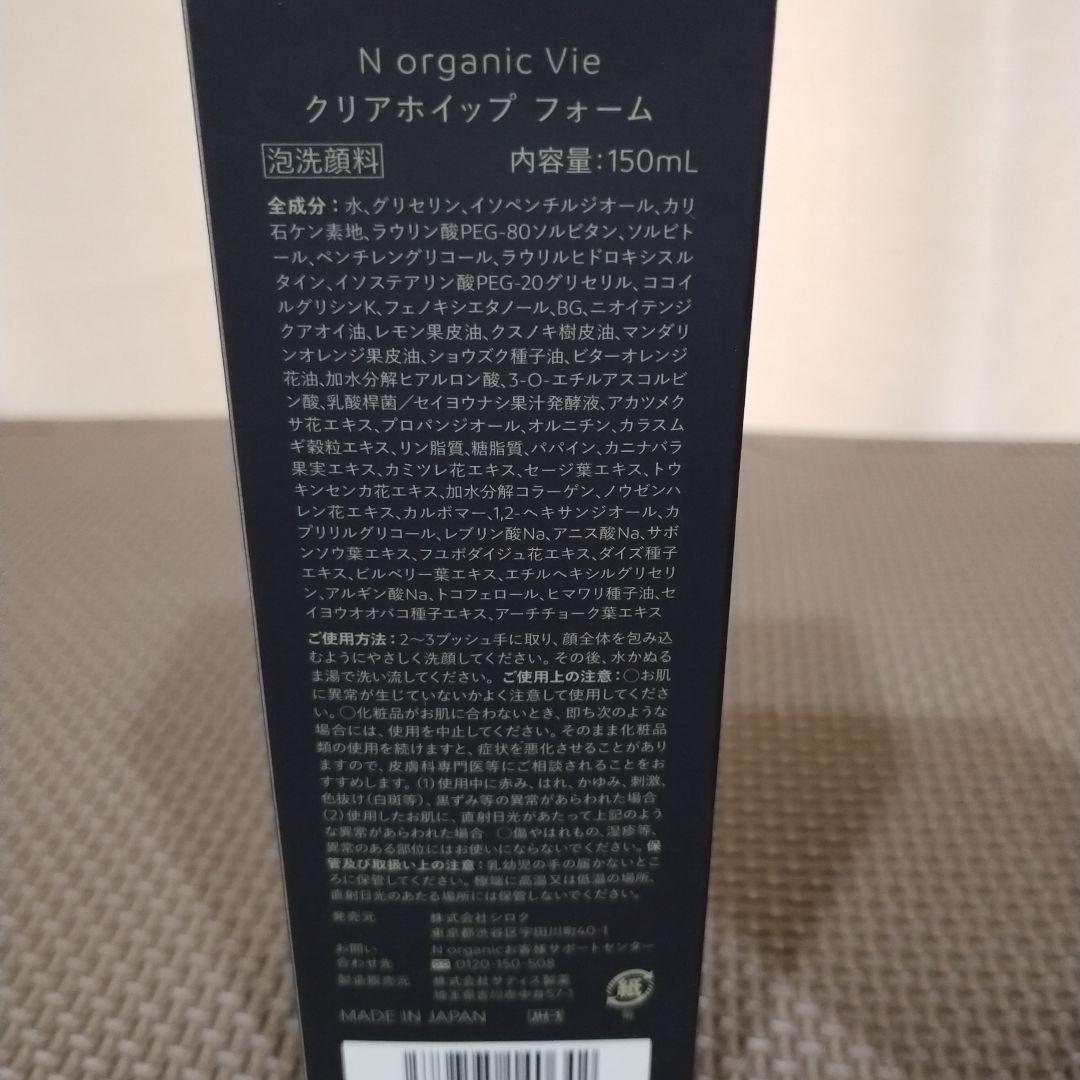 N organic Vie
クリアホイップ フォーム
泡洗顔料 内容量：150mL
全成分：水、グリセリン、イソペンチルジオール、カリ
石ケン素地、ラウリン酸PEG-80ソルビタン、ソルビト
ール、ペンチレングリコール、ラウリルヒドロキシスル
タイン、イソステアリン酸PEG-20グリセリル、ココイ
ルグリシンK、フェノキシエタノール、BG、ニオイテンジ
クアオイ油、レモン果皮油、クスノキ樹皮油、マンダリ
ンオレンジ果皮油、ショウズク種子油、ビターオレンジ
花油、加水分解ヒアルロン酸、3-O-エチルアスコルビ
ン酸、乳酸桿菌／セイヨウナシ果汁発酵液、アカツメク
サ花エキス、プロパンジオール、オルニチン、カラスム
ギ穀粒エキス、リン脂質、糖脂質、パパイン、カニナバラ
果実エキス、カミツレ花エキス、セージ葉エキス、トウ
キンセンカ花エキス、加水分解コラーゲン、ノウゼンハ
レン花エキス、カルボマー、1,2-ヘキサンジオール、カ
プリリルグリコール、レブリン酸Na、アニス酸Na、サボ
ンソウ葉エキス、フユボダイジュ花エキス、ダイズ種子
エキス、ビルベリー葉エキス、エチルヘキシルグリセリ
ン、アルギン酸Na、トコフェロール、ヒマワリ種子油、セ
イヨウオオバコ種子エキス、アーチチョーク葉エキス
ご使用方法：2〜3プッシュ手に取り、顔全体を包み込
むようにやさしく洗顔してください。その後、水かぬる
ま湯で洗い流してください。ご使用上の注意：○お肌
に異常が生じていないかよく注意して使用してくださ
い。○化粧品がお肌に合わないとき、即ち次のような
場合には、使用を中止してください。そのまま化粧品
類の使用を続けますと、症状を悪化させることがあり
ますので、皮膚科専門医等にご相談されることをお
すすめします。(1)使用中に赤み、はれ、かゆみ、刺激、
色抜け(白斑等)、黒ずみ等の異常があらわれた場合
(2)使用したお肌に、直射日光があたって上記のよう
な異常があらわれた場合 ○傷やはれもの、湿疹等、
異常のある部位にはお使いにならないでください。保
管及び取扱い上の注意：乳幼児の手の届かないとこ
ろに保管してください。極端に高温又は低温の場所、
直射日光のあたる場所には保管しないでください。
発売元 株式会社シロク
東京都渋谷区宇田川町40-1
お問い N organicお客様サポートセンター
合わせ先 0120-150-508
製造販売元 株式会社サティス製薬
埼玉県吉川市中井57-1
紙
MADE IN JAPAN